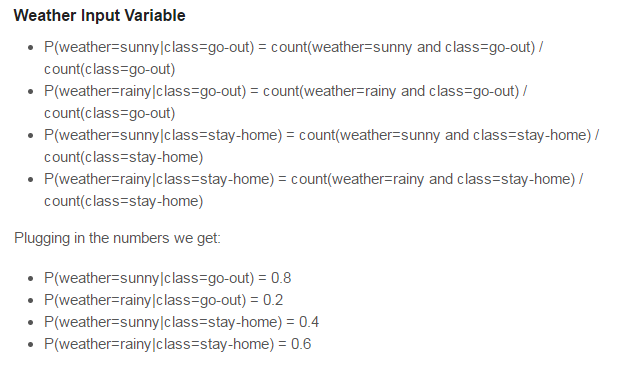 Weather Input Variable
• P(weather=sunny|class=go-out) = count(weather=sunny and class=go-out) /
count(class=go-out)
• P(weather=rainy|class=go-out) = count(weather=rainy and class=go-out) /
count(class=go-out)
• P(weather=sunny|class=stay-home) = count(weather=sunny and class=stay-home) /
count(class=stay-home)
• P(weather=rainy|class=stay-home) = count(weather=rainy and class=stay-home) /
count(class=stay-home)
Plugging in the numbers we get:
• P(weather=sunny|class=go-out) = 0.8
• P(weather=rainy|class=go-out) = 0.2
• P(weather=sunny|class=stay-home) = 0.4
• P(weather=rainy|class=stay-home) = 0.6